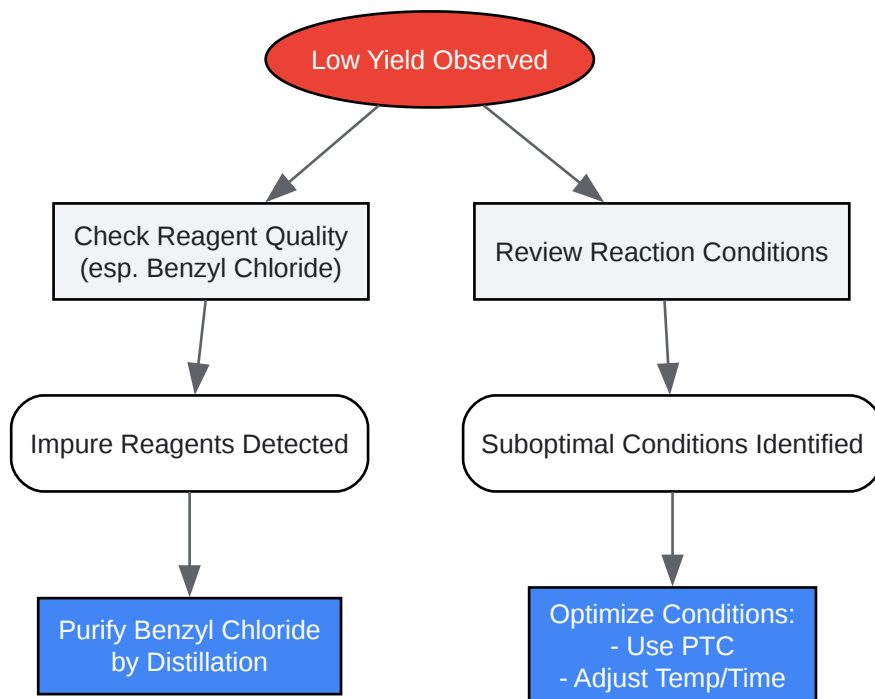 Low Yield Observed
Check Reagent Quality
(esp. Benzyl Chloride)
Review Reaction Conditions
Impure Reagents Detected
Suboptimal Conditions Identified
Purify Benzyl Chloride
by Distillation
Optimize Conditions:
- Use PTC
- Adjust Temp/Time